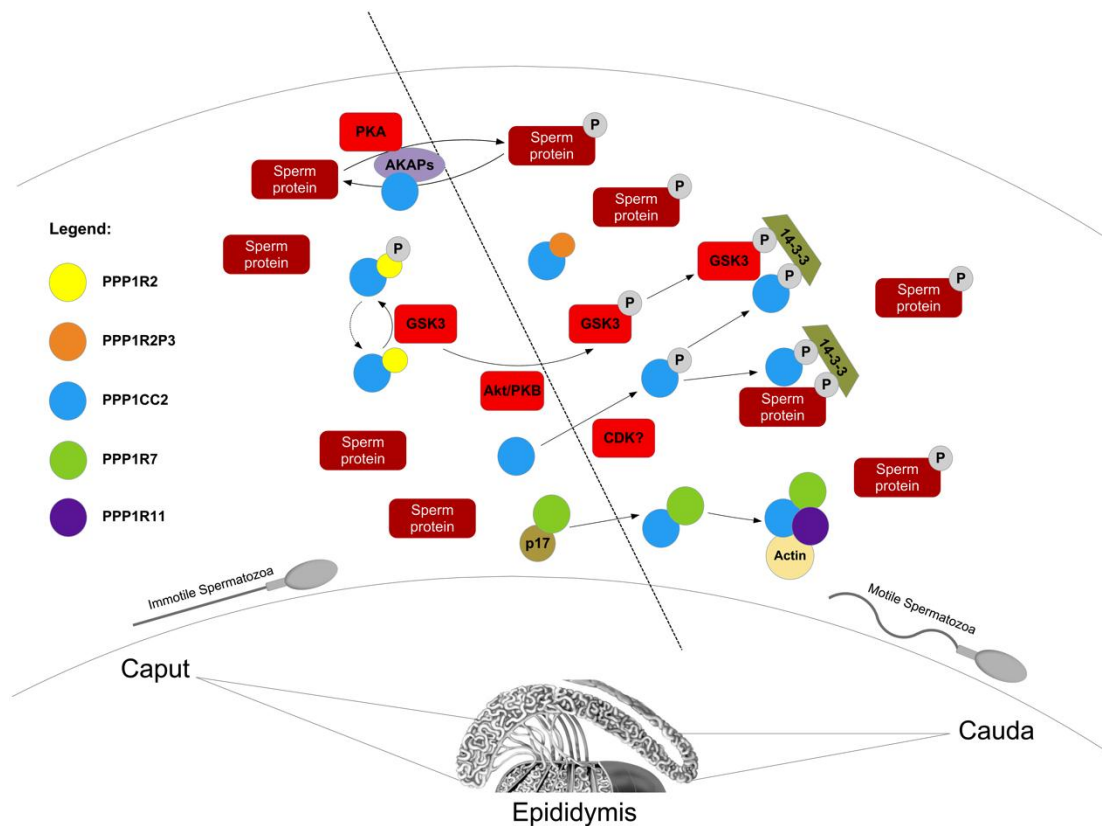 PKA
AKAPs
Sperm
protein
Sperm
protein
P
Sperm
protein
P
Legend:
PPP1R2
PPP1R2P3
PPP1CC2
PPP1R7
PPP1R11
Sperm
protein
P
GSK3
GSK3
P
GSK3
P
14-3-3
P
Sperm
protein
P
Akt/PKB
P
P
14-3-3
P
Sperm
protein
CDK?
Sperm
protein
Sperm
protein
P
Sperm
protein
p17
Actin
Immotile Spermatozoa
Motile Spermatozoa
Caput
Cauda
Epididymis